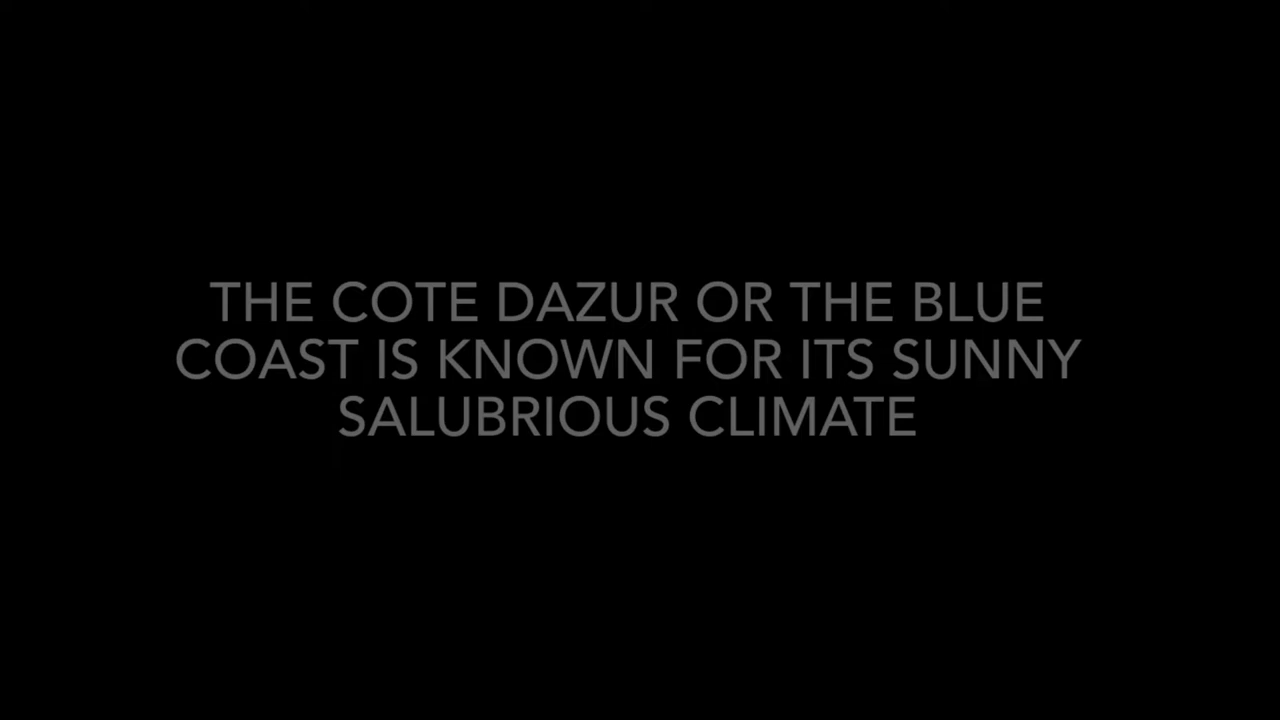 THE COTE DAZUR OR THE BLUE
COAST IS KNOWN FOR ITS SUNNY
SALUBRIOUS CLIMATE